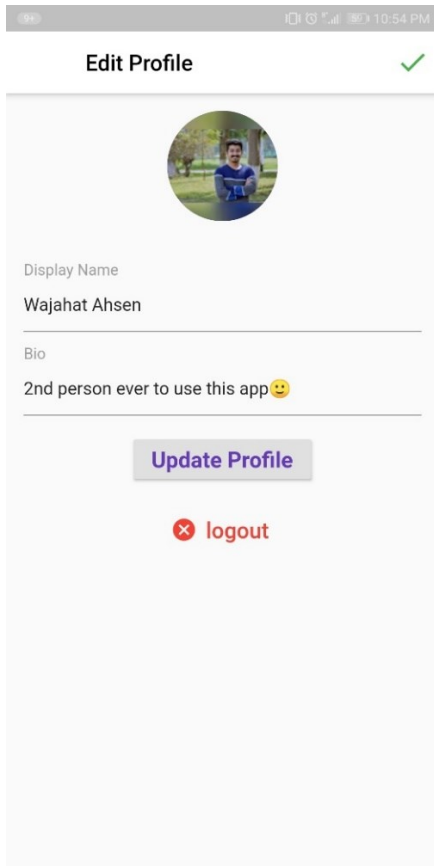 9+ 10:54 PM
Edit Profile
Display Name
Wajahat Ahsen
Bio
2nd person ever to use this app🙂
Update Profile
logout